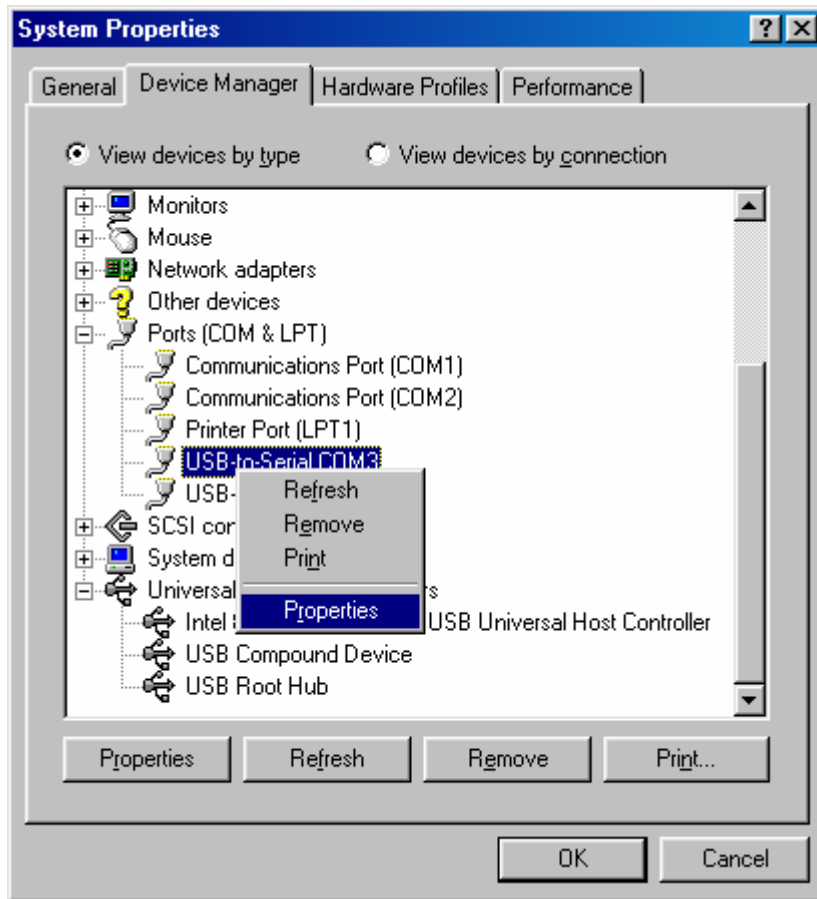 System Properties
General Device Manager Hardware Profiles Performance
View devices by type View devices by connection
Monitors
Mouse
Network adapters
Other devices
Ports (COM & LPT)
Communications Port (COM1)
Communications Port (COM2)
Printer Port (LPT1)
USB-to-Serial COM3
USB-
Refresh
SCSI con
Remove
System d
Print
Universal
s
Properties
Intel
USB Universal Host Controller
USB Compound Device
USB Root Hub
Properties Refresh Remove Print...
OK Cancel